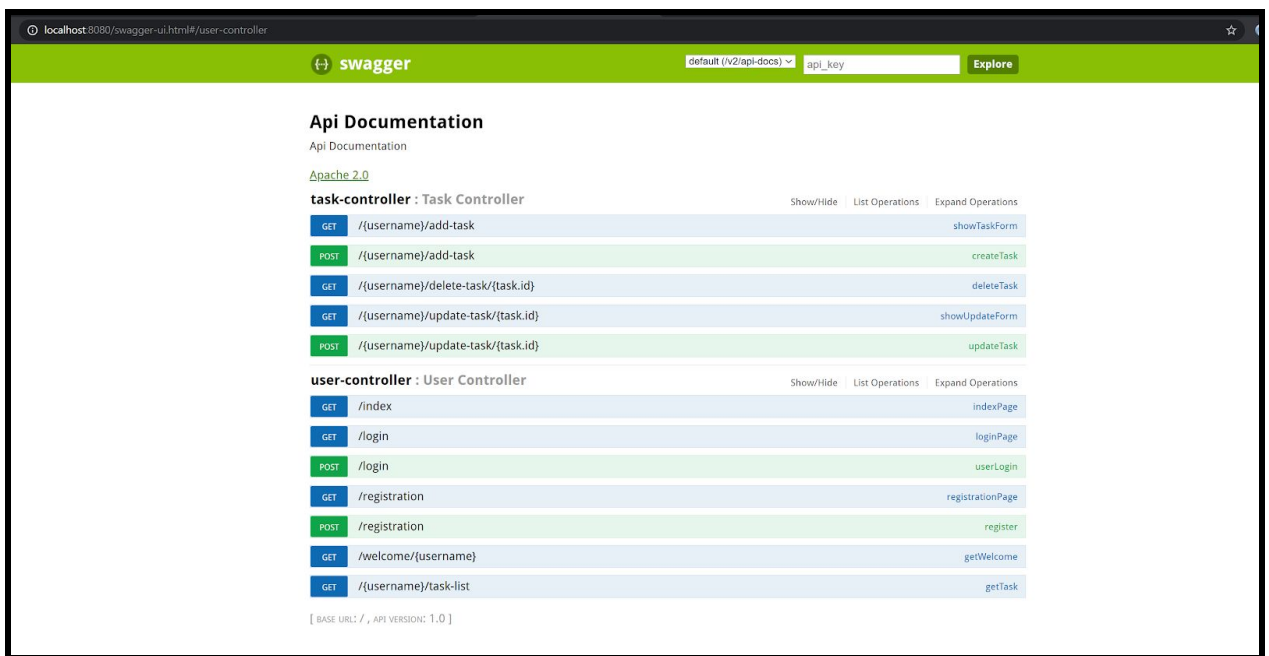 localhost:8080/swagger-ui.html#/user-controller
swagger default (/v2/api-docs) api_key Explore
Api Documentation
Api Documentation
Apache 2.0
task-controller : Task Controller Show/Hide List Operations Expand Operations
GET /{username}/add-task showTaskForm
POST /{username}/add-task createTask
GET /{username}/delete-task/{task.id} deleteTask
GET /{username}/update-task/{task.id} showUpdateForm
POST /{username}/update-task/{task.id} updateTask
user-controller : User Controller Show/Hide List Operations Expand Operations
GET /index indexPage
GET /login loginPage
POST /login userLogin
GET /registration registrationPage
POST /registration register
GET /welcome/{username} getWelcome
GET /{username}/task-list getTask
[ BASE URL: / , API VERSION: 1.0 ]